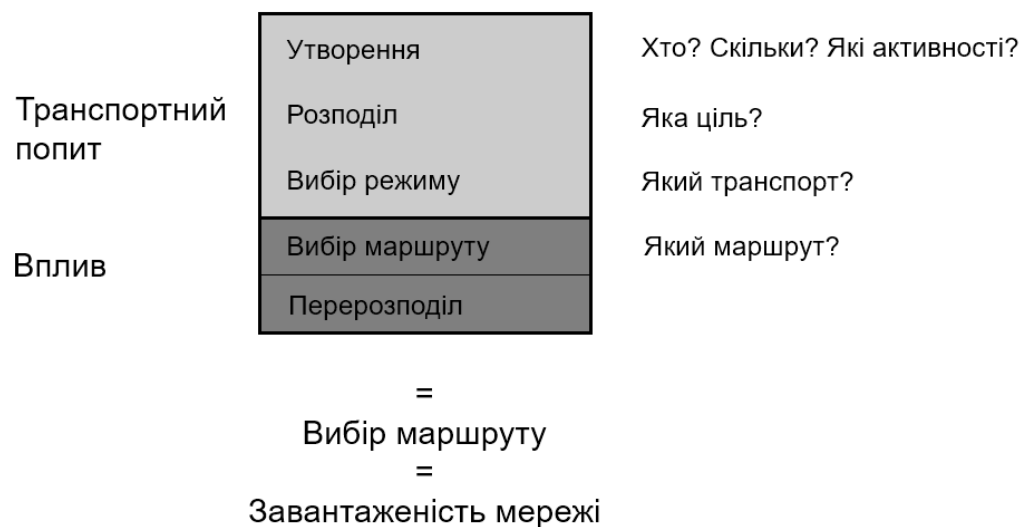 Утворення
Хто? Скільки? Які активності?
Транспортний
попит
Розподіл
Яка ціль?
Вибір режиму
Який транспорт?
Вплив
Вибір маршруту
Який маршрут?
Перерозподіл
=
Вибір маршруту
=
Завантаженість мережі